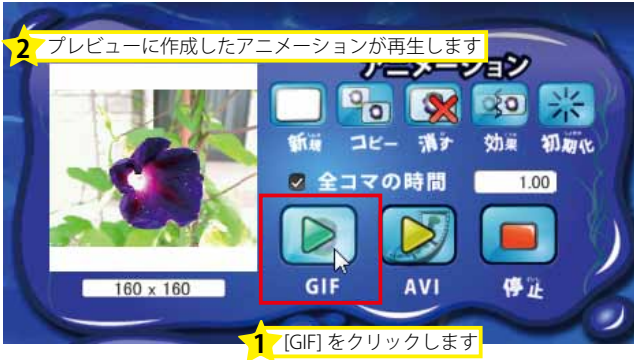 2 プレビューに作成したアニメーションが再生します
アニメーション
新規 コピー 消す 効果 初期化
全コマの時間 1.00
160 x 160 GIF AVI 停止
1 [GIF] をクリックします